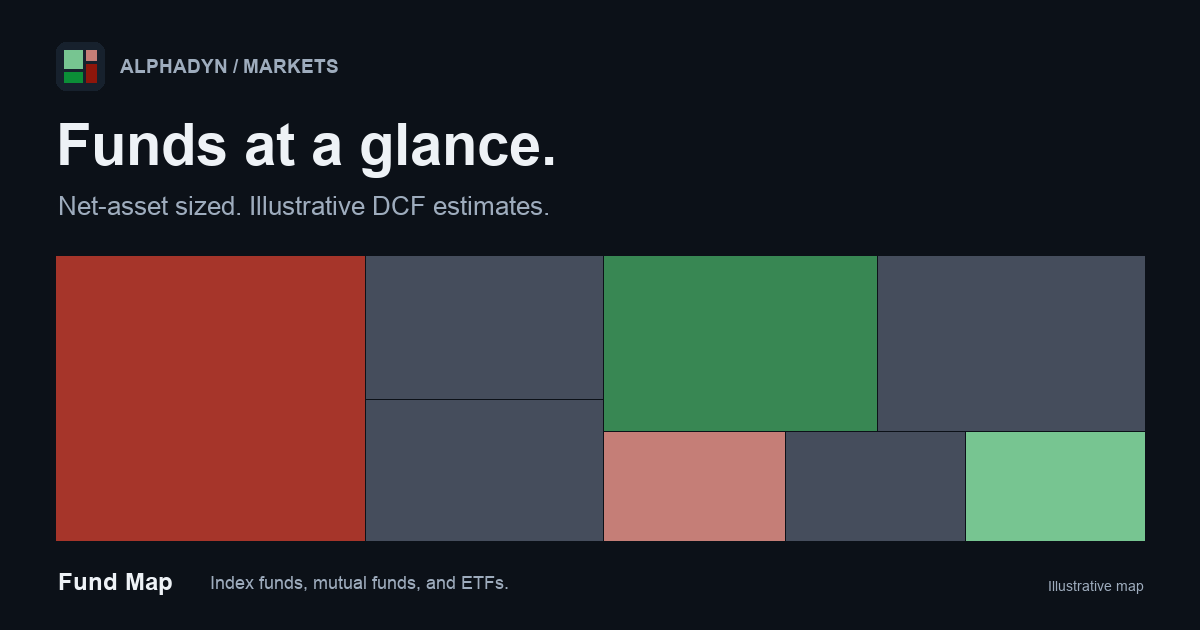 ALPHADYN / MARKETS
Funds at a glance.
Net-asset sized. Illustrative DCF estimates.
Fund Map
Index funds, mutual funds, and ETFs.
Illustrative map